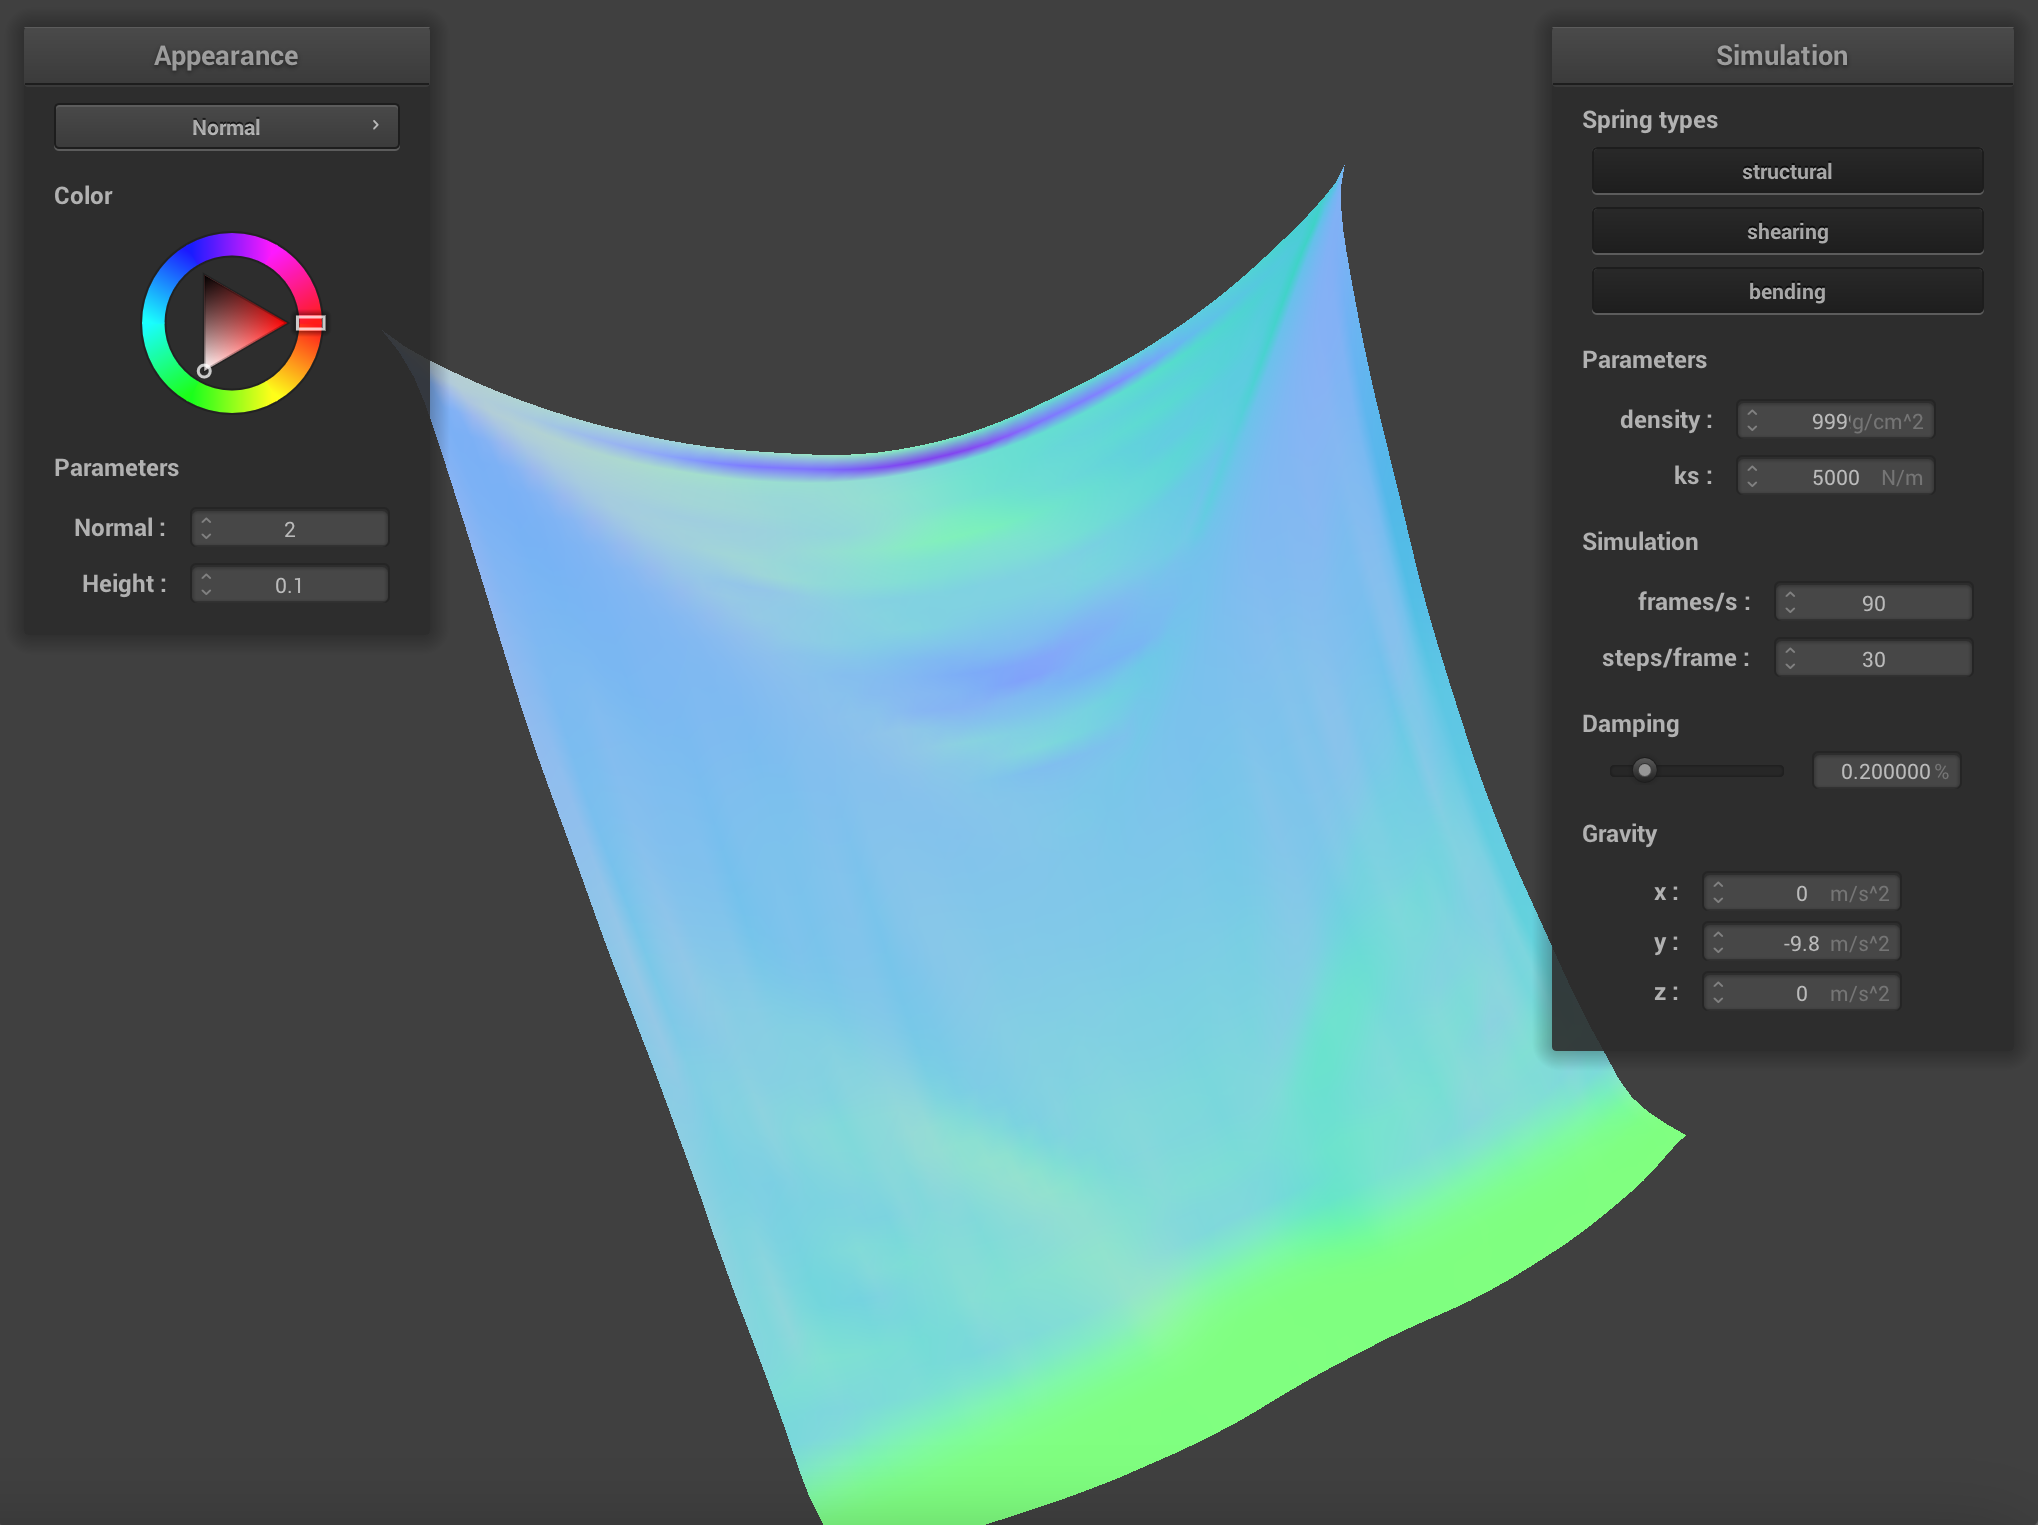 Appearance
Normal
Color
Parameters
Normal : 2
Height : 0.1
Simulation
Spring types
structural
shearing
bending
Parameters
density : 999 g/cm^2
ks : 5000 N/m
Simulation
frames/s : 90
steps/frame : 30
Damping
0.200000 %
Gravity
x : 0 m/s^2
y : -9.8 m/s^2
z : 0 m/s^2